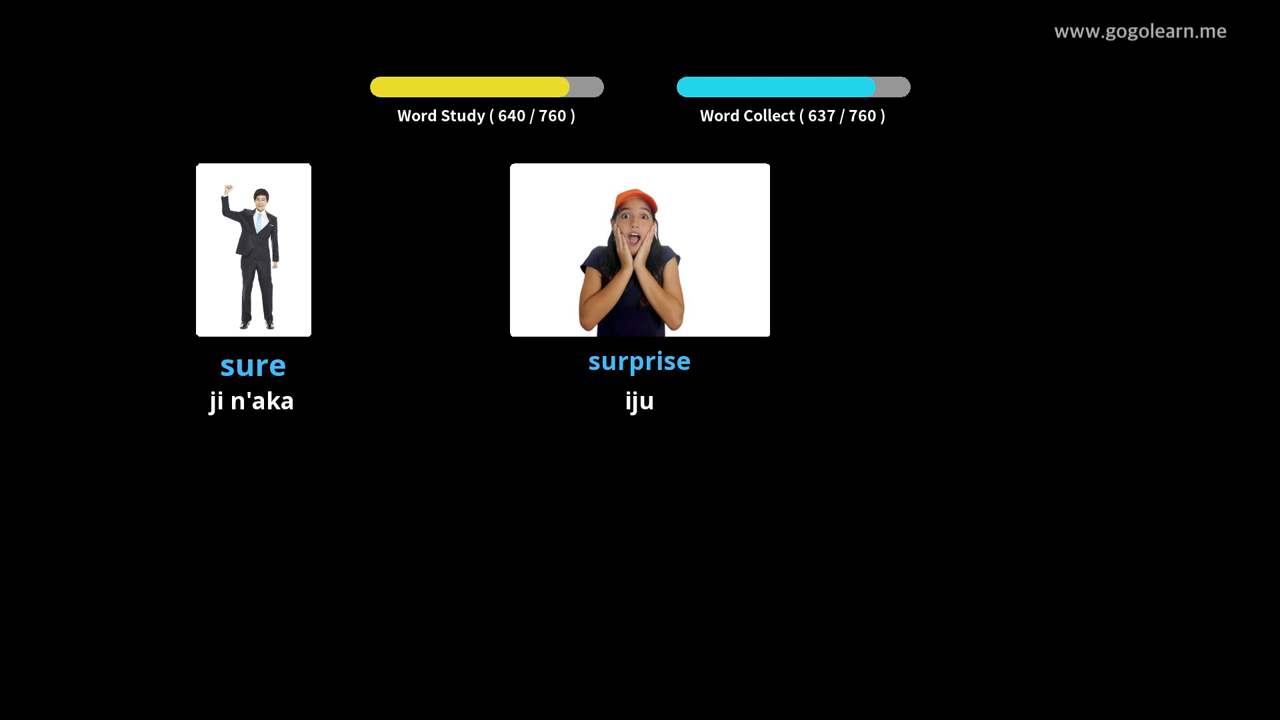 www.gogolearn.me
Word Study ( 640 / 760 )
Word Collect ( 637 / 760 )
sure
ji n'aka
surprise
iju